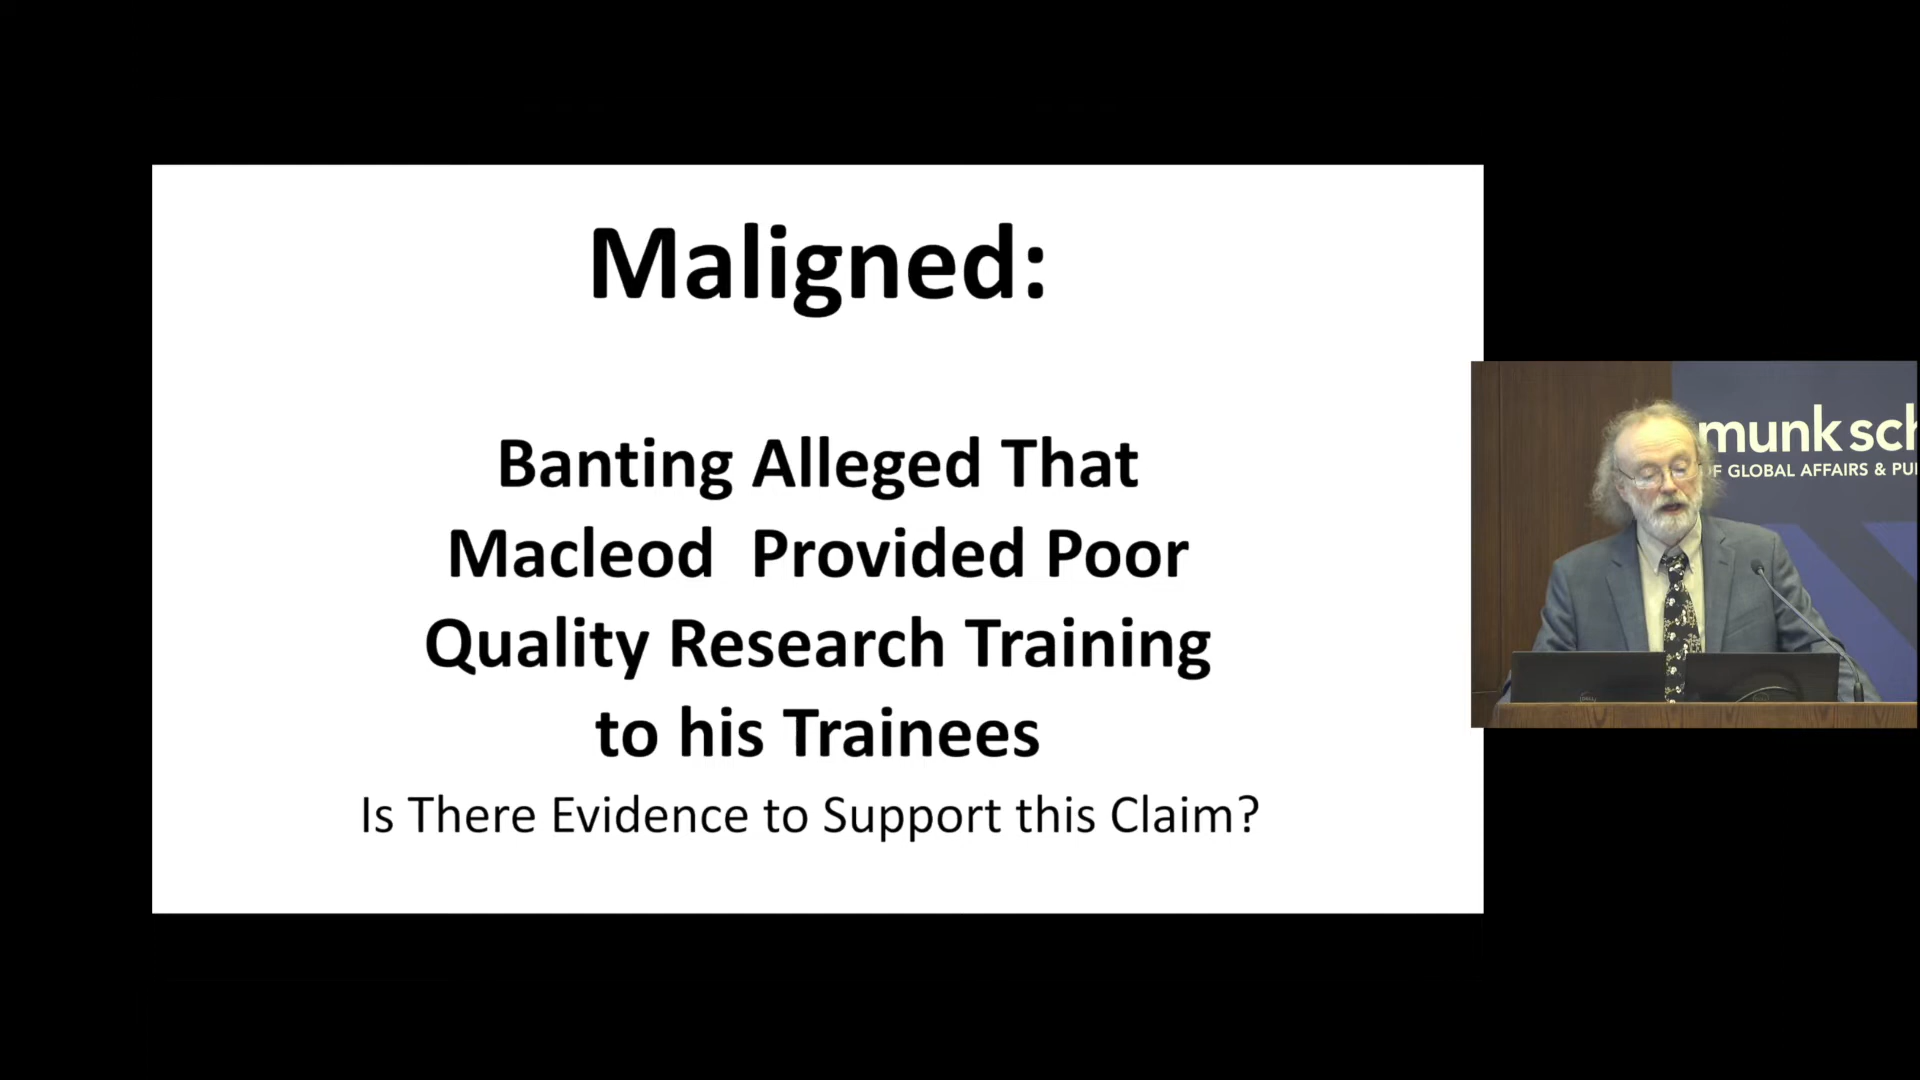 Maligned:
Banting Alleged That
Macleod  Provided Poor
Quality Research Training
to his Trainees
Is There Evidence to Support this Claim?
munk sch
OF GLOBAL AFFAIRS & PU